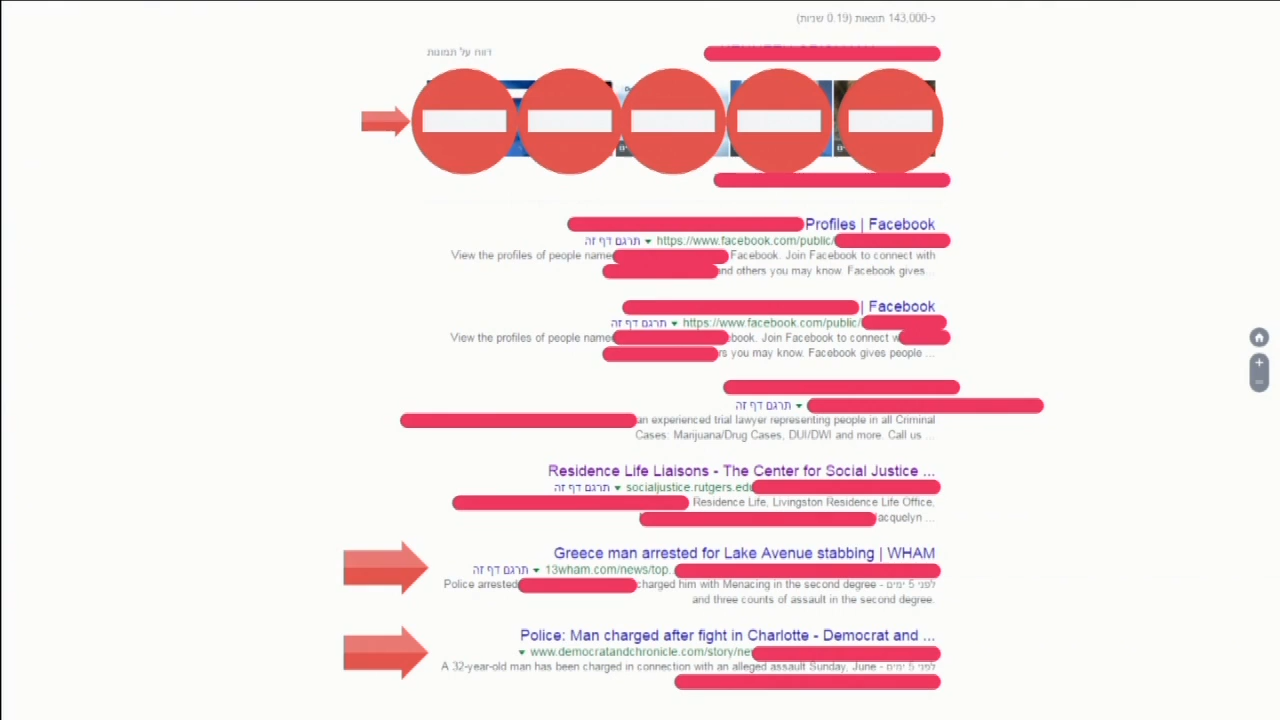 כ-143,000 תוצאות (0.19 שניות)
דווח על תמונות
Profiles | Facebook
https://www.facebook.com/public/ ▼ תרגם דף זה
View the profiles of people name Facebook. Join Facebook to connect with
and others you may know. Facebook gives...
| Facebook
https://www.facebook.com/public/ ▼ תרגם דף זה
View the profiles of people name book. Join Facebook to connect w
rs you may know. Facebook gives people ...
▼ תרגם דף זה
an experienced trial lawyer representing people in all Criminal
Cases: Marijuana/Drug Cases, DUI/DWI and more. Call us ...
Residence Life Liaisons - The Center for Social Justice ...
socialjustice.rutgers.edu ▼ תרגם דף זה
Residence Life, Livingston Residence Life Office,
Jacquelyn ...
Greece man arrested for Lake Avenue stabbing | WHAM
13wham.com/news/top. ▼ תרגם דף זה
לפני 5 ימים - Police arrested charged him with Menacing in the second degree
and three counts of assault in the second degree.
Police: Man charged after fight in Charlotte - Democrat and ...
www.democratandchronicle.com/story/new ▼
לפני 5 ימים - A 32-year-old man has been charged in connection with an alleged assault Sunday, June